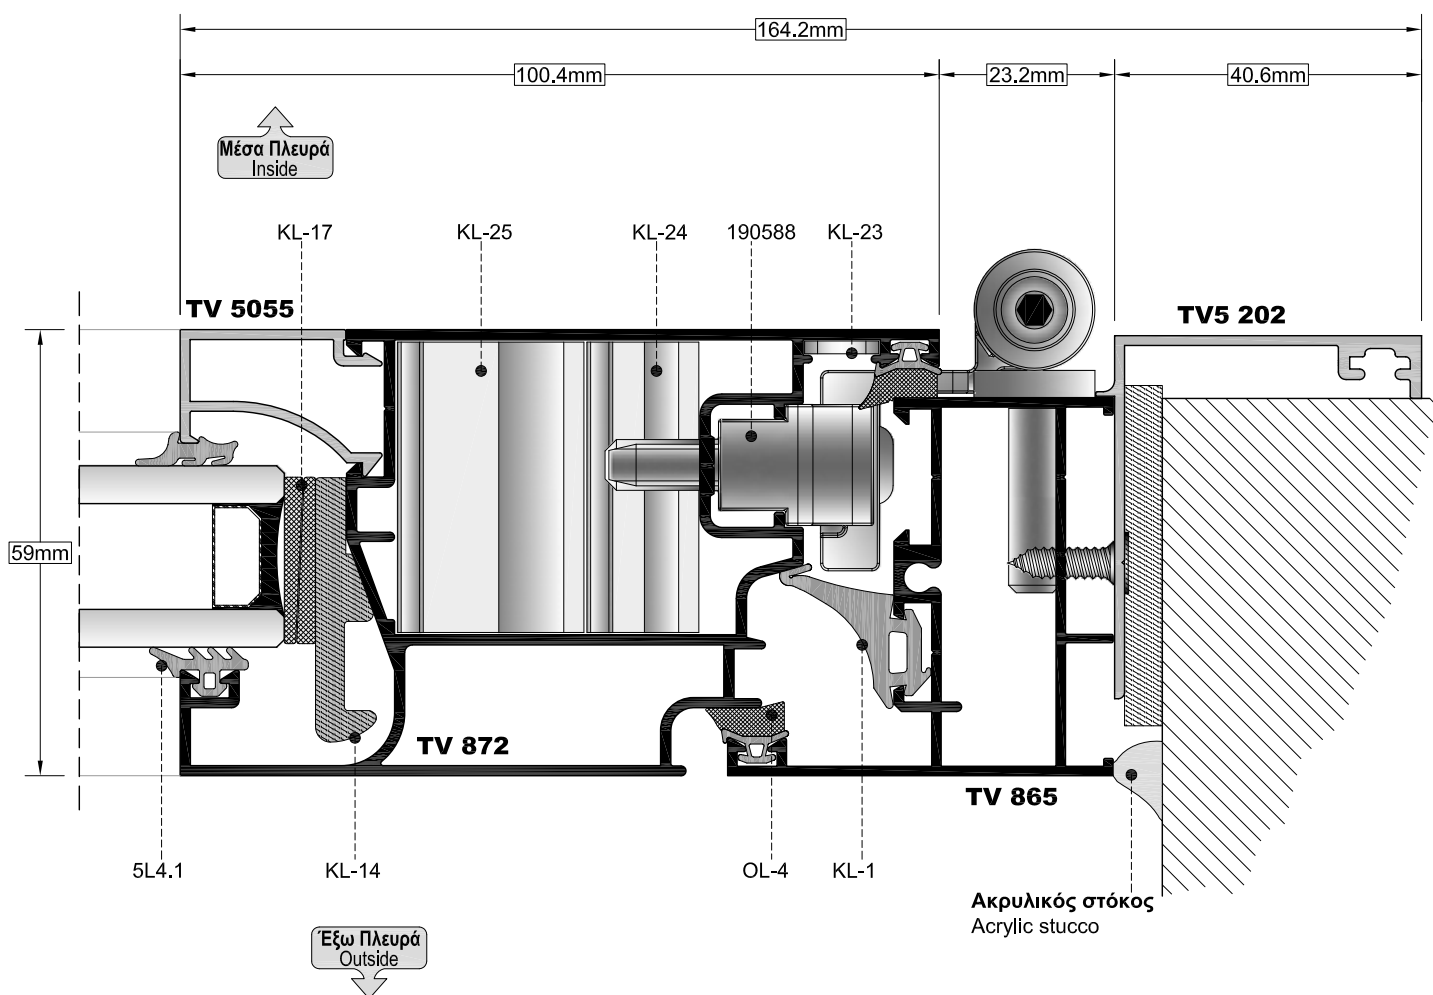 164.2mm
100.4mm
23.2mm
40.6mm
Μέσα Πλευρά
Inside
KL-17
KL-25
KL-24
190588
KL-23
TV 5055
TV5 202
59mm
TV 872
TV 865
5L4.1
KL-14
OL-4
KL-1
Ακρυλικός στόκος
Acrylic stucco
Έξω Πλευρά
Outside